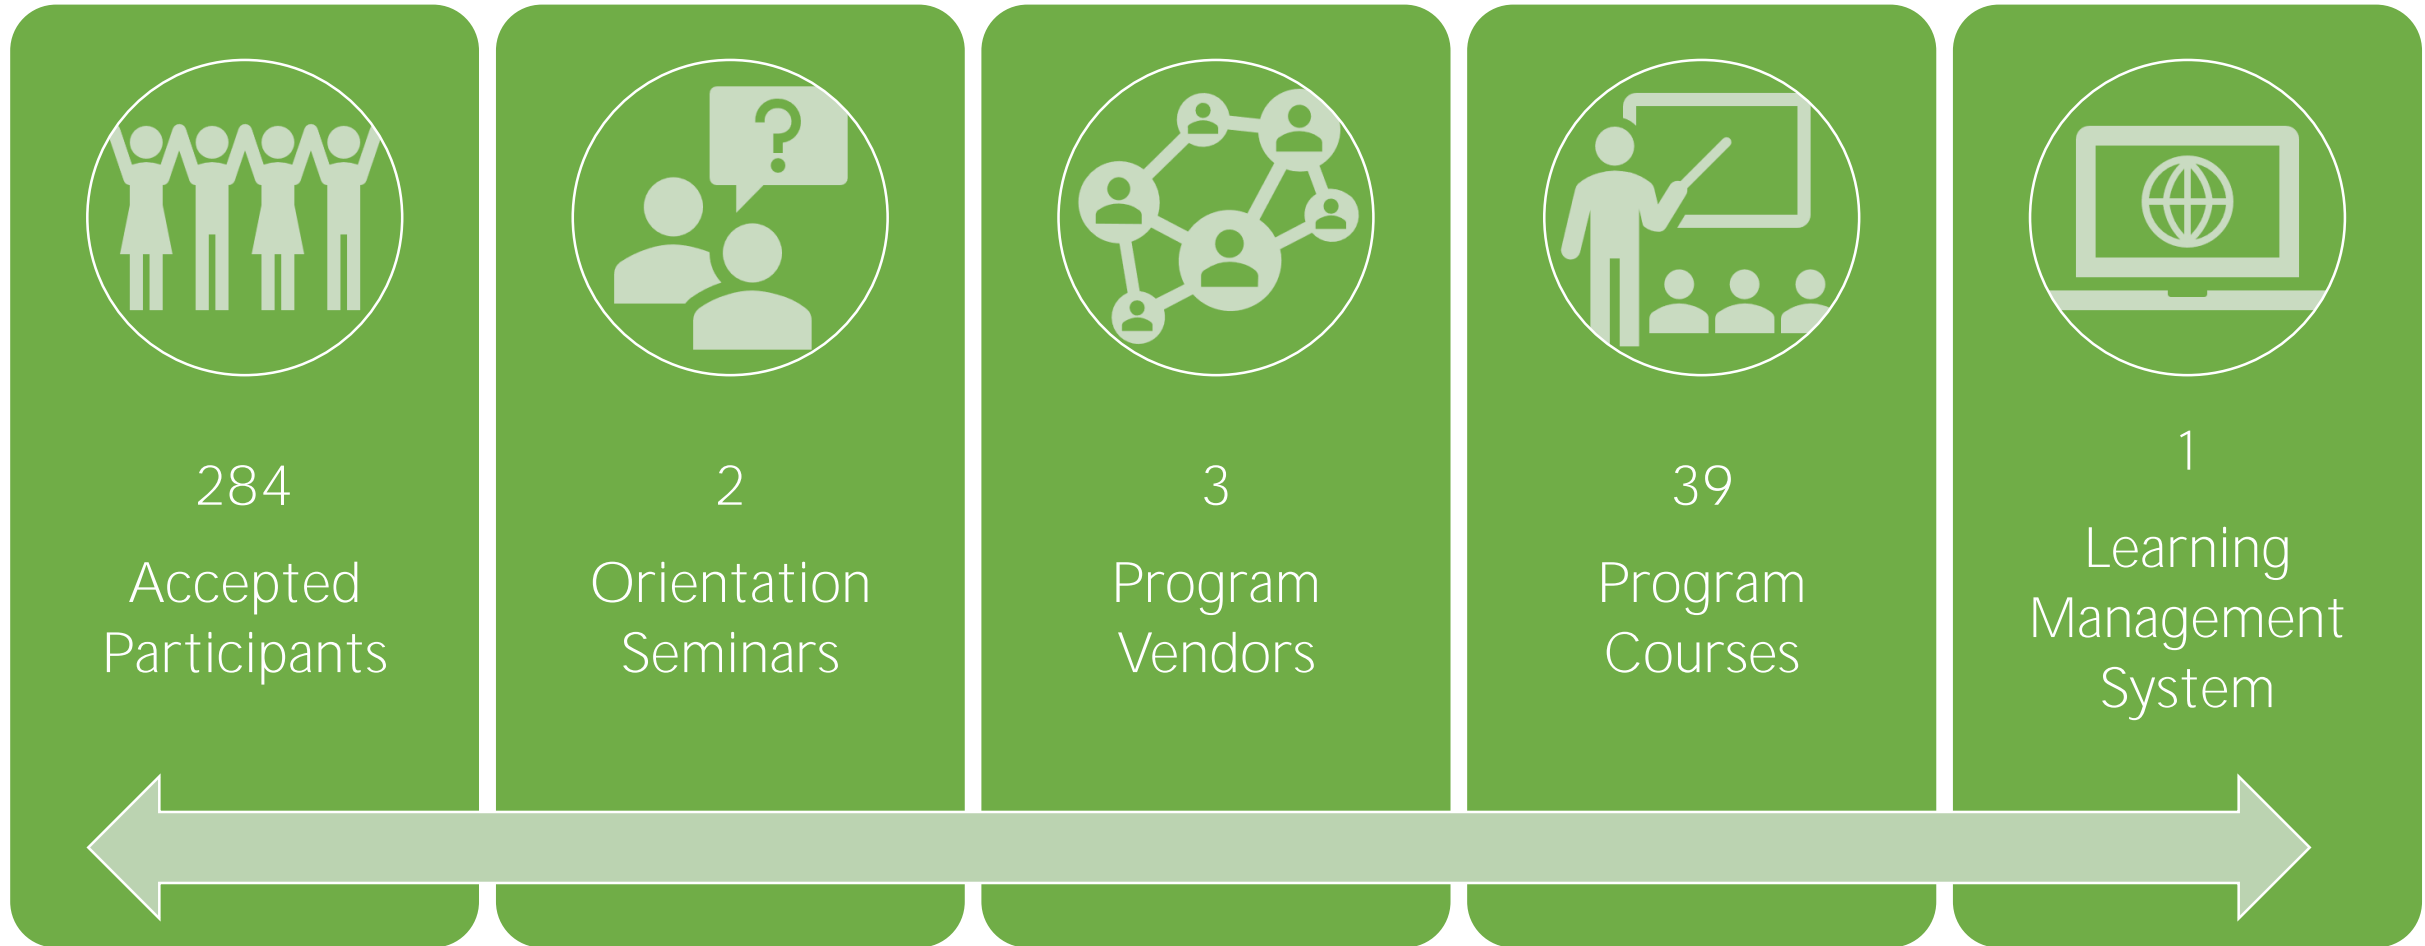 284
Accepted
Participants
2
Orientation
Seminars
3
Program
Vendors
39
Program
Courses
1
Learning
Management
System